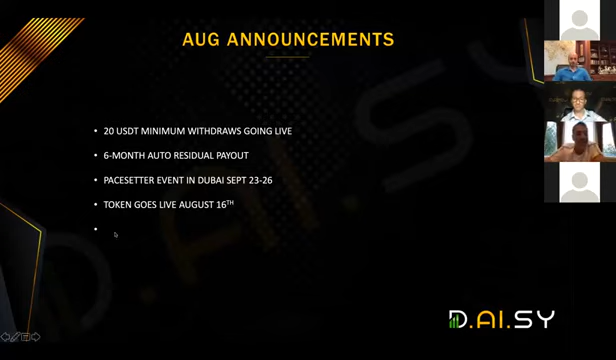 AUG ANNOUNCEMENTS
• 20 USDT MINIMUM WITHDRAWS GOING LIVE
• 6-MONTH AUTO RESIDUAL PAYOUT
• PACESETTER EVENT IN DUBAI SEPT 23-26
• TOKEN GOES LIVE AUGUST 16TH
•
D.AI.SY